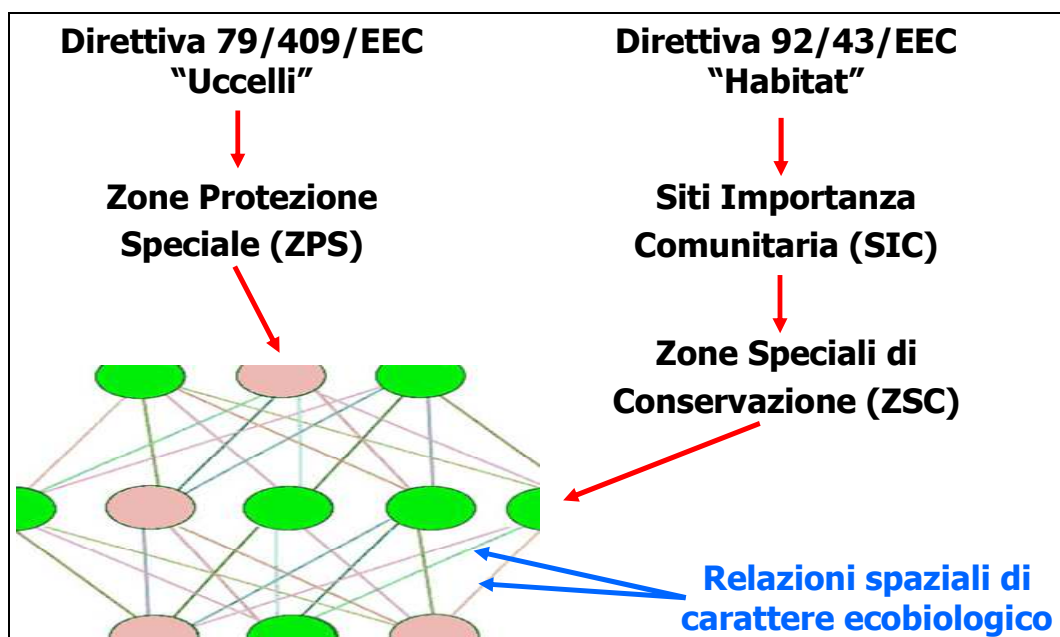 Direttiva 79/409/EEC
“Uccelli”
Zone Protezione
Speciale (ZPS)
Direttiva 92/43/EEC
“Habitat”
Siti Importanza
Comunitaria (SIC)
Zone Speciali di
Conservazione (ZSC)
Relazioni spaziali di
carattere ecobiologico